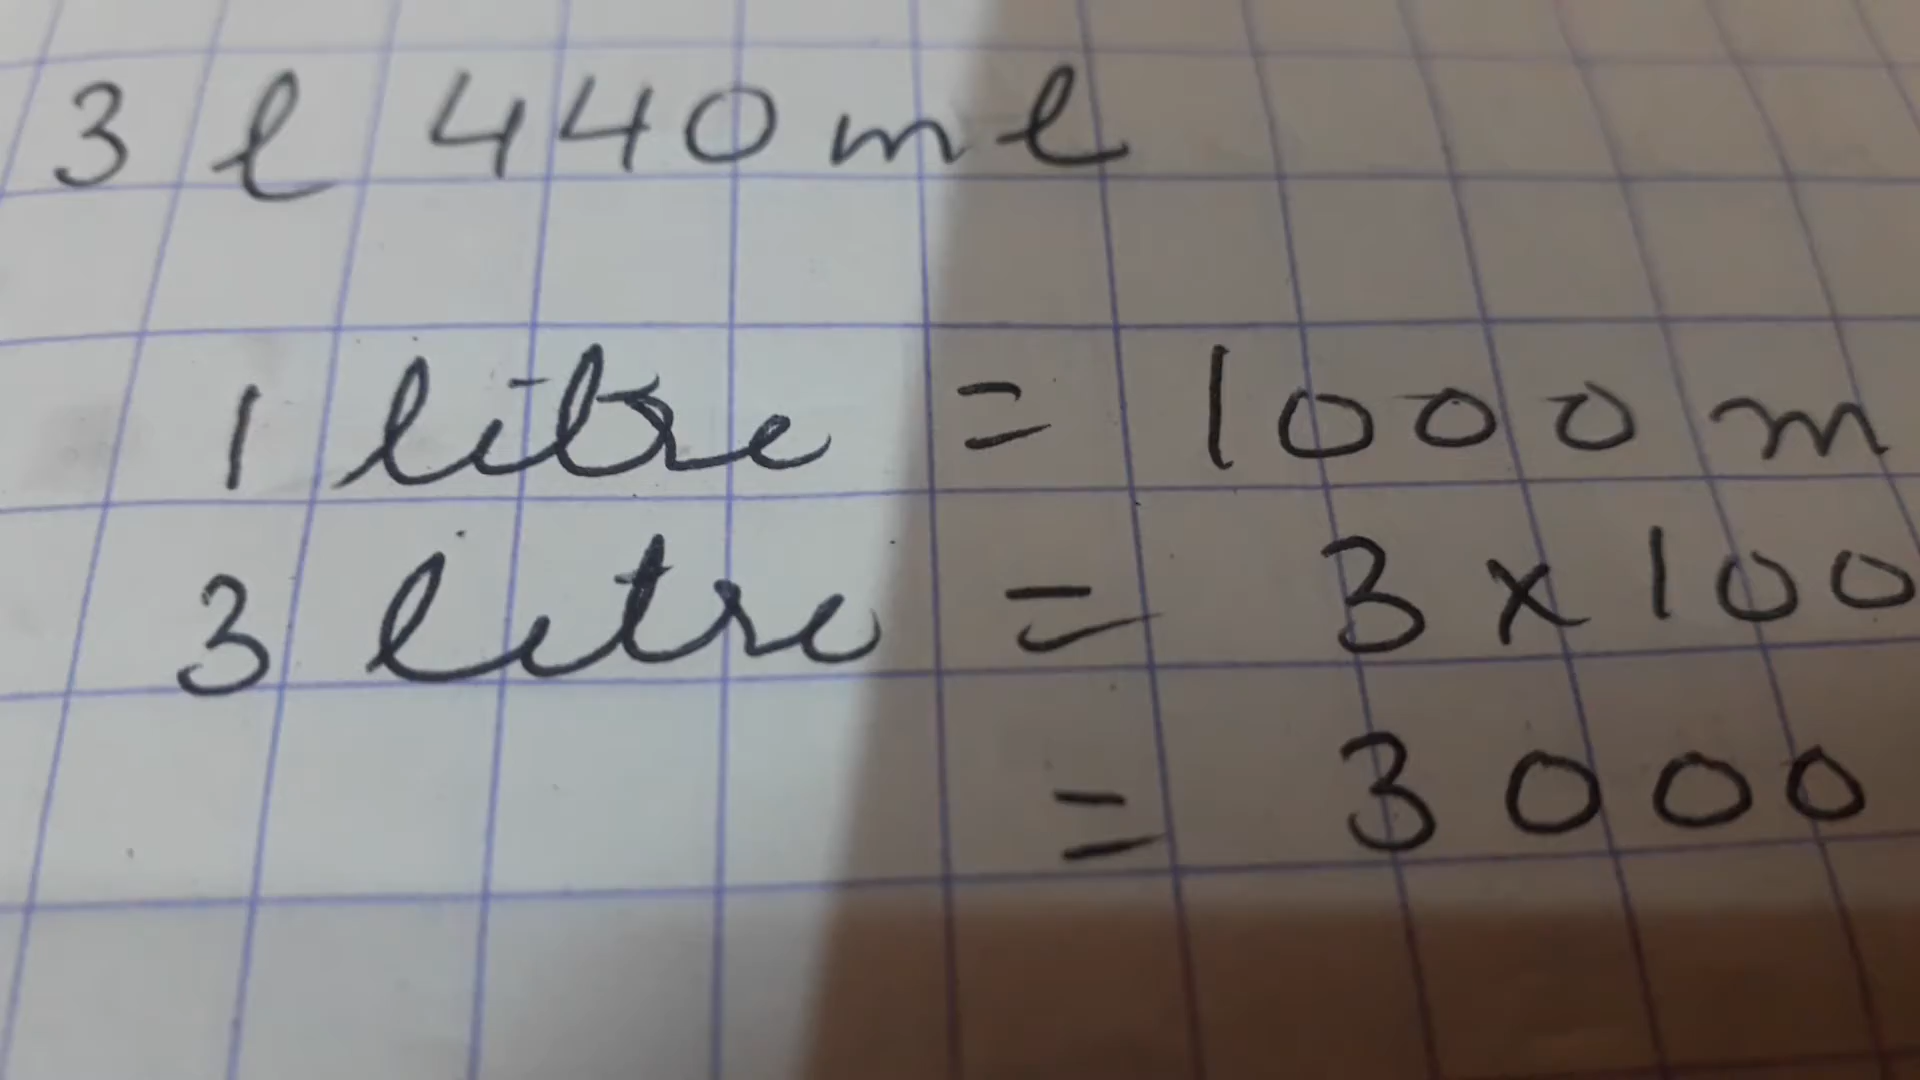 3 l 440 ml
1 litre = 1000 m
3 litre = 3 x 100
= 3000